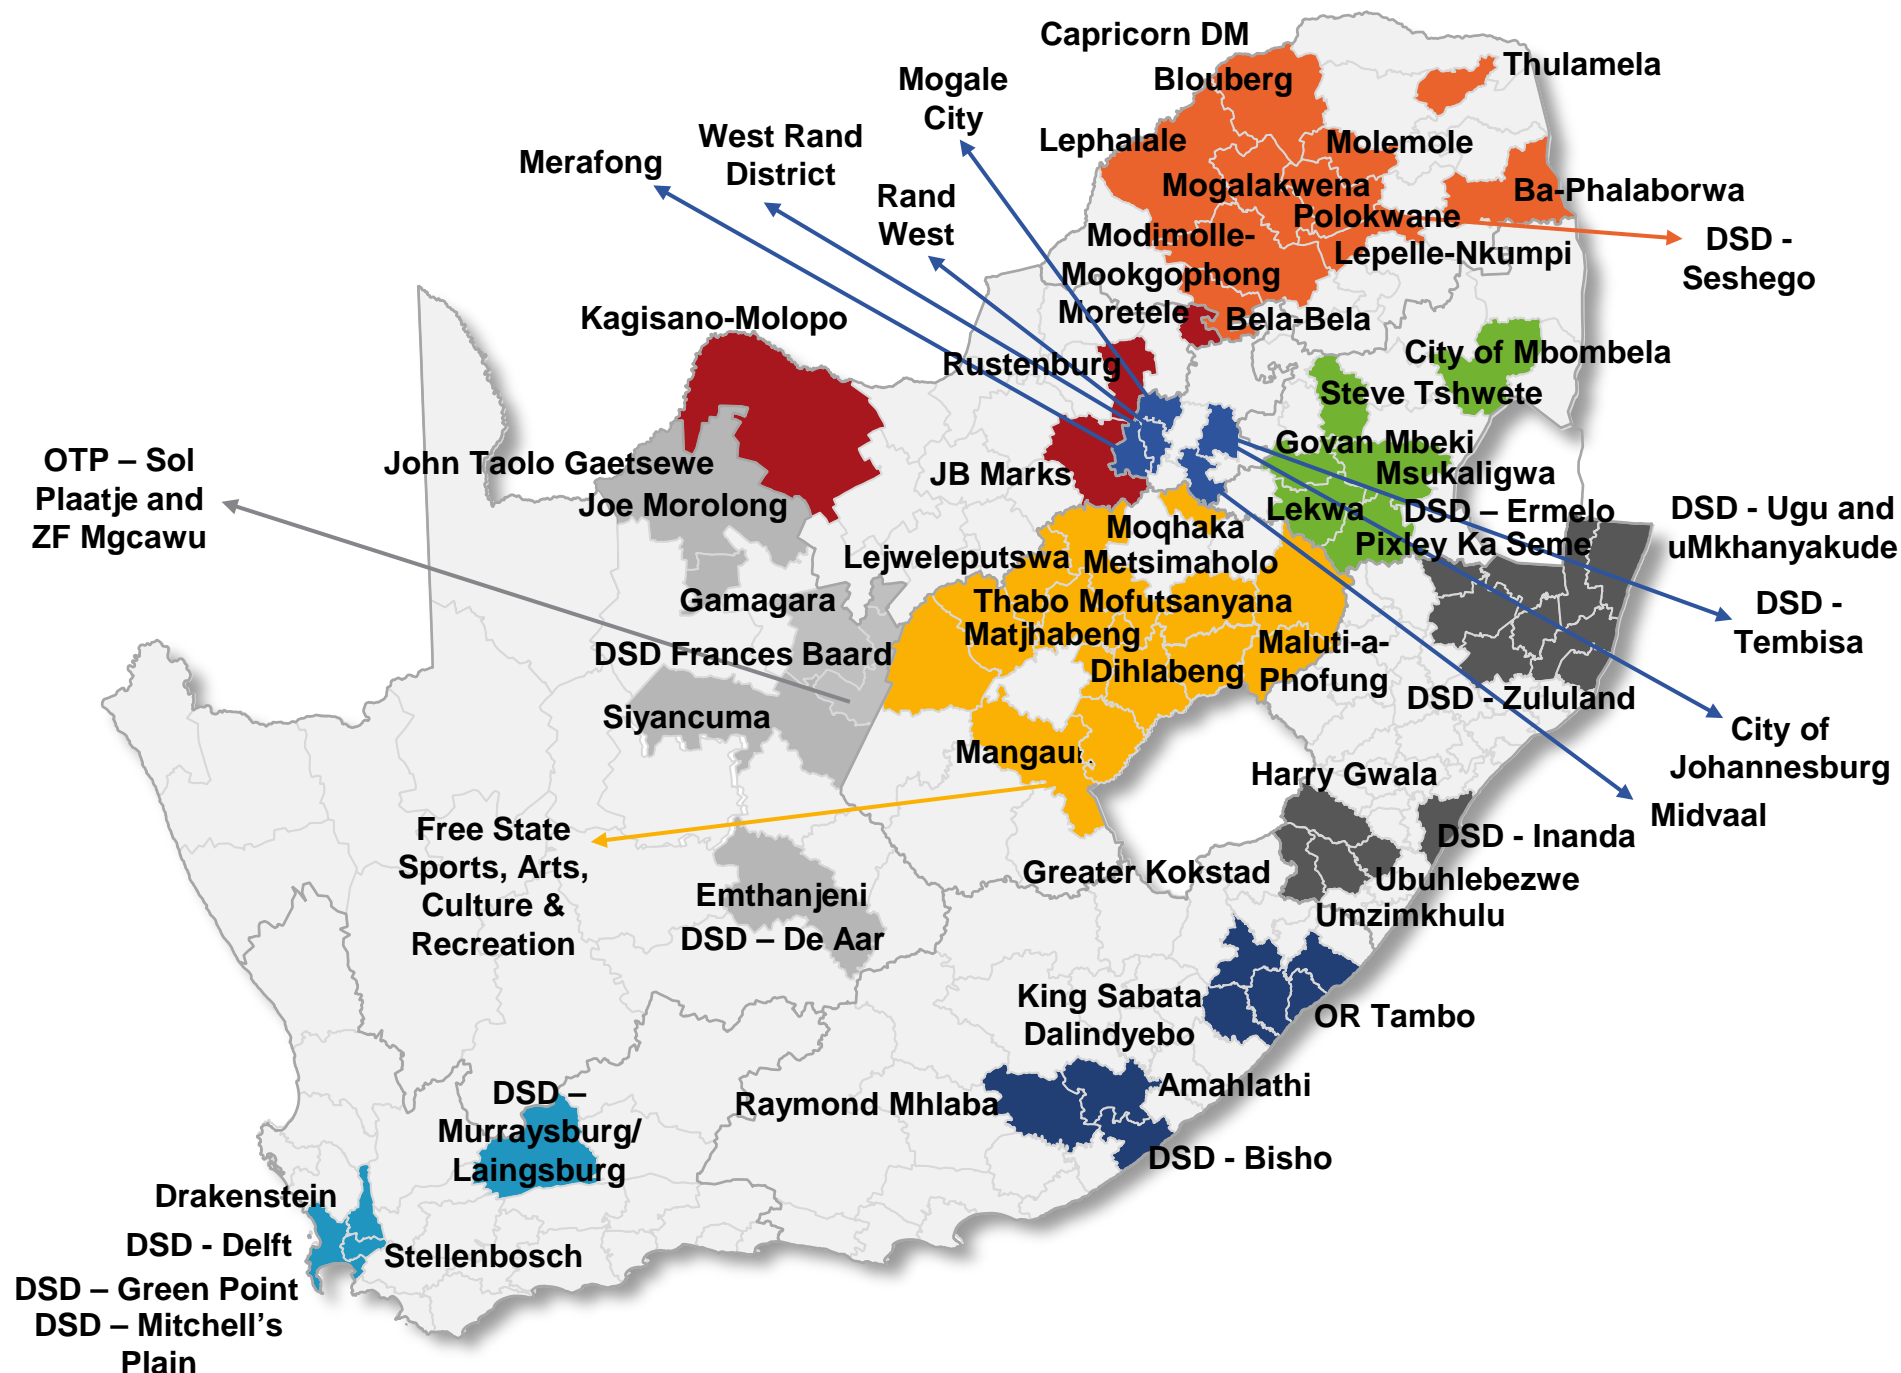 Capricorn DM
Blouberg
Thulamela
Mogale
City
Lephalale
Molemole
West Rand
District
Merafong
Rand
West
Mogalakwena
Ba-Phalaborwa
Polokwane
Modimolle-
Mookgophong
Lepelle-Nkumpi
DSD -
Seshego
Moretele
Bela-Bela
Kagisano-Molopo
Rustenburg
City of Mbombela
Steve Tshwete
OTP – Sol
Plaatje and
ZF Mgcawu
John Taolo Gaetsewe
Joe Morolong
JB Marks
Govan Mbeki
Msukaligwa
Lekwa
DSD – Ermelo
Pixley Ka Seme
DSD - Ugu and
uMkhanyakude
Moqhaka
Lejweleputswa
Metsimaholo
Gamagara
Thabo Mofutsanyana
Matjhabeng
DSD -
Tembisa
DSD Frances Baard
Dihlabeng
Maluti-a-
Phofung
DSD - Zululand
Siyancuma
City of
Johannesburg
Harry Gwala
Midvaal
Free State
Sports, Arts,
Culture &
Recreation
DSD - Inanda
Greater Kokstad
Ubuhlebezwe
Umzimkhulu
Emthanjeni
DSD – De Aar
King Sabata
Dalindyebo
OR Tambo
Amahlathi
Raymond Mhlaba
DSD - Bisho
DSD –
Murraysburg/
Laingsburg
Drakenstein
DSD - Delft
Stellenbosch
DSD – Green Point
DSD – Mitchell's
Plain